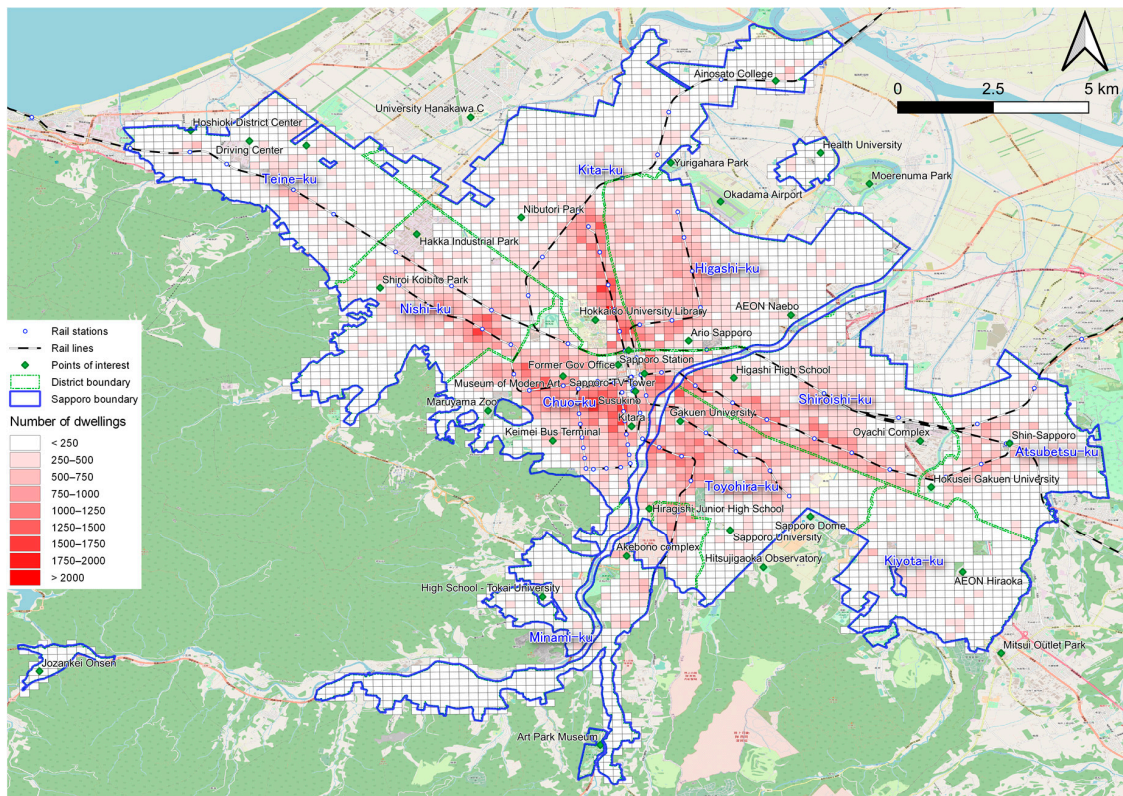 Ainosato College
0 2.5 5 km
University Hanakawa C
Hoshioki District Center
Driving Center
Health University
Yurigahara Park
Kita-ku
Moerenuma Park
Teine-ku
Okadama Airport
Nibutori Park
Hakka Industrial Park
Higashi-ku
Shiroi Koibito Park
AEON Naebo
Nishi-ku
Hokkaido University Library
Ario Sapporo
Sapporo Station
Former Gov Office
Higashi High School
Museum of Modern Art
Sapporo TV Tower
Susukino
Shiroishi-ku
Chuo-ku
Maruyama Zoo
Gakuen University
Kitara
Keimei Bus Terminal
Oyachi Complex
Shin-Sapporo
Atsubetsu-ku
Toyohira-ku
Hokusei Gakuen University
Hiragishi Junior High School
Sapporo Dome
Sapporo University
Akebono complex
Hitsujigaoka Observatory
Kiyota-ku
AEON Hiraoka
High School - Tokai University
Minami-ku
Mitsui Outlet Park
Jozankei Onsen
Art Park Museum
Rail stations
Rail lines
Points of interest
District boundary
Sapporo boundary
Number of dwellings
< 250
250–500
500–750
750–1000
1000–1250
1250–1500
1500–1750
1750–2000
> 2000